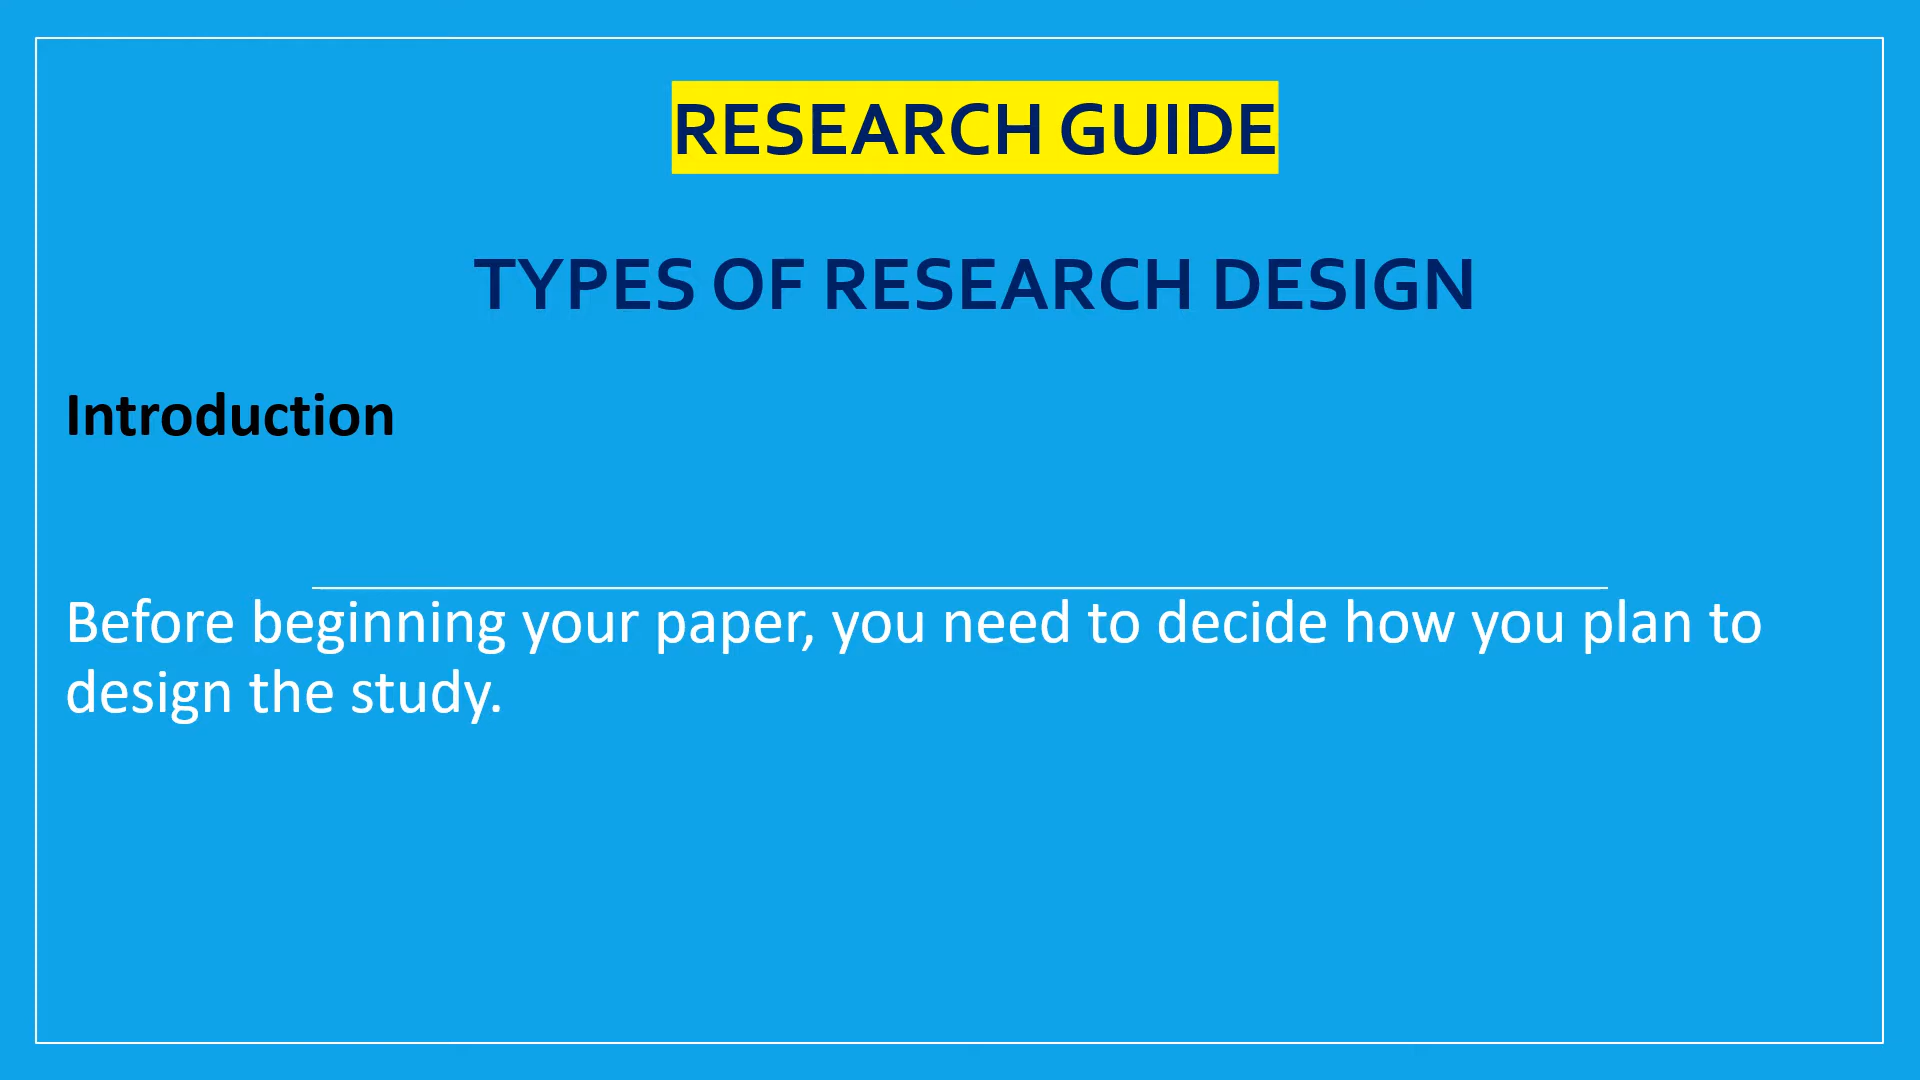 RESEARCH GUIDE
TYPES OF RESEARCH DESIGN
Introduction
Before beginning your paper, you need to decide how you plan to
design the study.